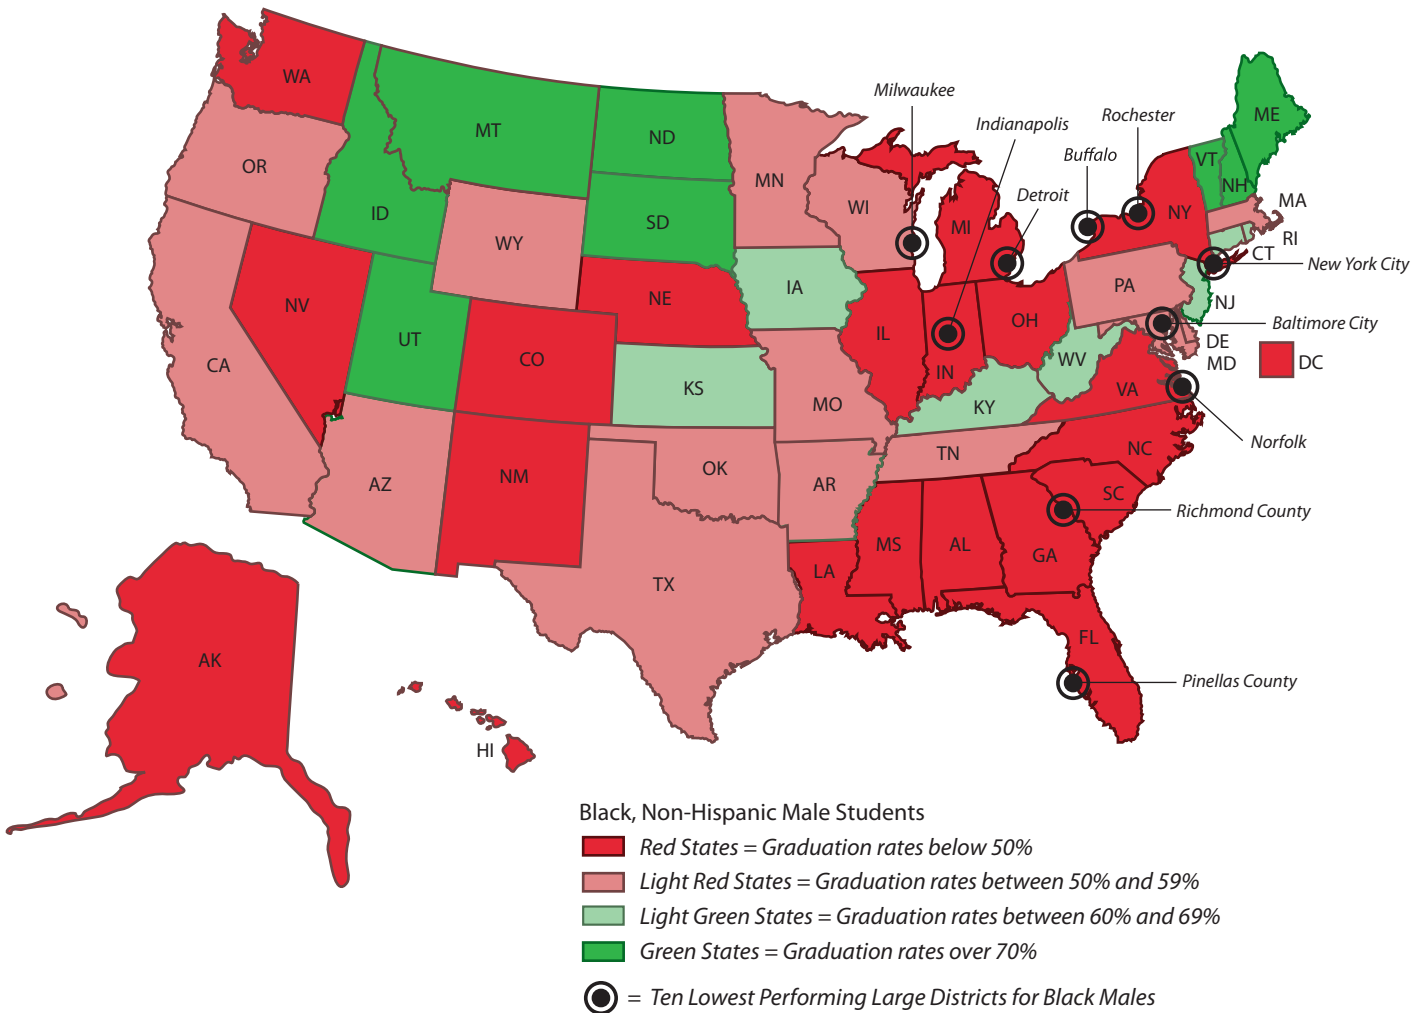 WA
OR
CA
NV
ID
MT
WY
UT
AZ
CO
NM
ND
SD
NE
KS
OK
TX
MN
IA
MO
AR
LA
WI
IL
MI
IN
OH
KY
TN
MS
AL
GA
FL
SC
NC
VA
WV
PA
NY
VT
NH
ME
MA
RI
CT
NJ
DE
MD
DC
AK
HI
Milwaukee
Indianapolis
Detroit
Buffalo
Rochester
New York City
Baltimore City
Norfolk
Richmond County
Pinellas County
Black, Non-Hispanic Male Students
Red States = Graduation rates below 50%
Light Red States = Graduation rates between 50% and 59%
Light Green States = Graduation rates between 60% and 69%
Green States = Graduation rates over 70%
= Ten Lowest Performing Large Districts for Black Males